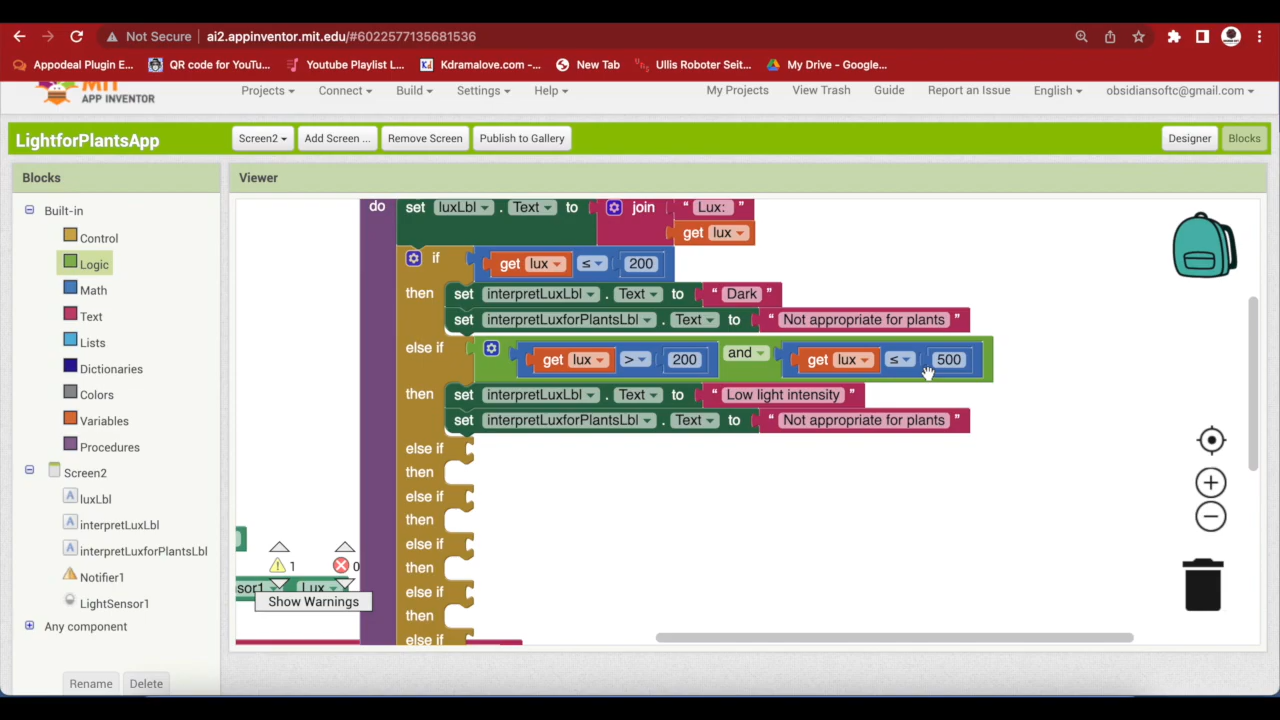 Not Secure ai2.appinventor.mit.edu/#6022577135681536
Appodeal Plugin E... QR code for YouTu... Youtube Playlist L... Kdramalove.com -... New Tab Ullis Roboter Seit... My Drive - Google...
MIT
APP INVENTOR
Projects Connect Build Settings Help My Projects View Trash Guide Report an Issue English obsidiansoftc@gmail.com
LightforPlantsApp Screen2 Add Screen ... Remove Screen Publish to Gallery Designer Blocks
Blocks
Viewer
Built-in
Control
Logic
Math
Text
Lists
Dictionaries
Colors
Variables
Procedures
Screen2
luxLbl
interpretLuxLbl
interpretLuxforPlantsLbl
Notifier1
LightSensor1
Any component
Rename Delete
do set luxLbl . Text to join " Lux: "
get lux
if get lux ≤ 200
then set interpretLuxLbl . Text to " Dark "
set interpretLuxforPlantsLbl . Text to " Not appropriate for plants "
else if get lux > 200 and get lux ≤ 500
then set interpretLuxLbl . Text to " Low light intensity "
set interpretLuxforPlantsLbl . Text to " Not appropriate for plants "
else if
then
else if
then
else if
then
else if
then
else if
1 0
sor1 . Lux
Show Warnings